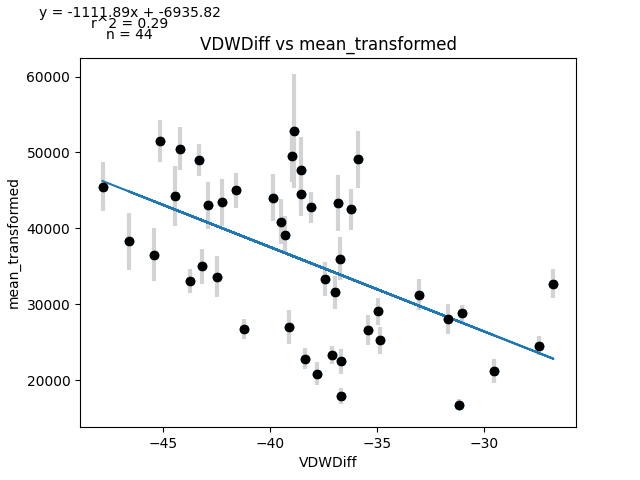 y = -1111.89x + -6935.82
r^2 = 0.29
n = 44
VDWDiff vs mean_transformed
60000
50000
40000
30000
20000
mean_transformed
−45
−40
−35
−30
VDWDiff